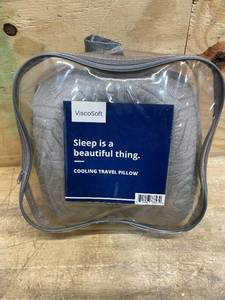 ViscoSoft
Sleep is a
beautiful thing.
COOLING TRAVEL PILLOW